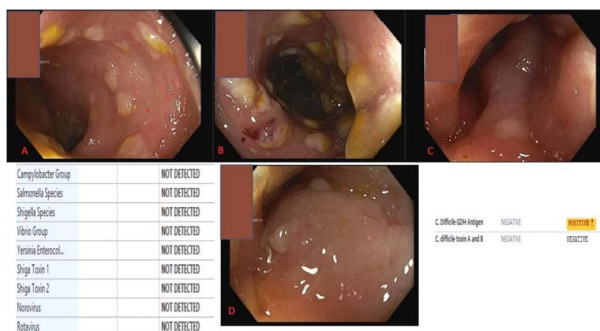 A
B
C
Campylobacter Group NOT DETECTED
Salmonella Species NOT DETECTED
Shigella Species NOT DETECTED
Vibrio Group NOT DETECTED
Yersinia Enterocol... NOT DETECTED
Shiga Toxin 1 NOT DETECTED
Shiga Toxin 2 NOT DETECTED
Norovirus NOT DETECTED
Rotavirus NOT DETECTED
D
C. Difficile GDH Antigen NEGATIVE POSITIVE !
C. difficile toxin A and B NEGATIVE NEGATIVE